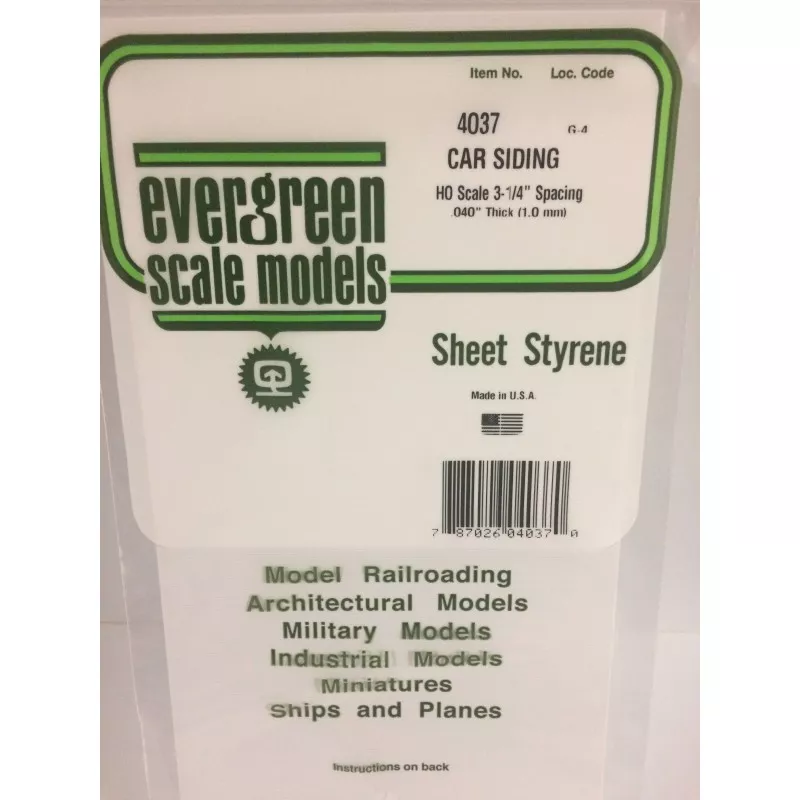 Item No. Loc. Code
4037 G-4
CAR SIDING
HO Scale 3-1/4" Spacing
.040" Thick (1.0 mm)
evergreen
scale models
Sheet Styrene
Made in U.S.A.
7 87026 04037 0
Model Railroading
Architectural Models
Military Models
Industrial Models
Miniatures
Ships and Planes
Instructions on back